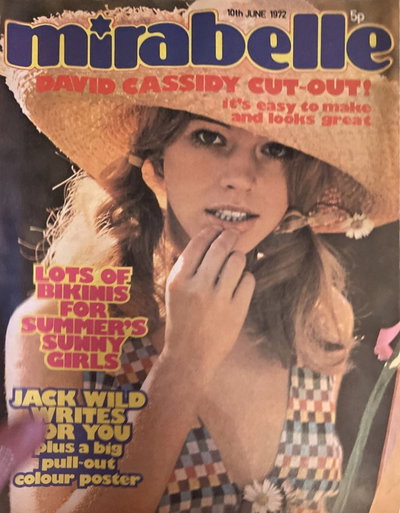 10th JUNE 1972
5p
mirabelle
DAVID CASSIDY CUT-OUT!
it's easy to make
and looks great
LOTS OF
BIKINIS
FOR
SUMMER'S
SUNNY
GIRLS
JACK WILD
WRITES
FOR YOU
plus a big
pull-out
colour poster